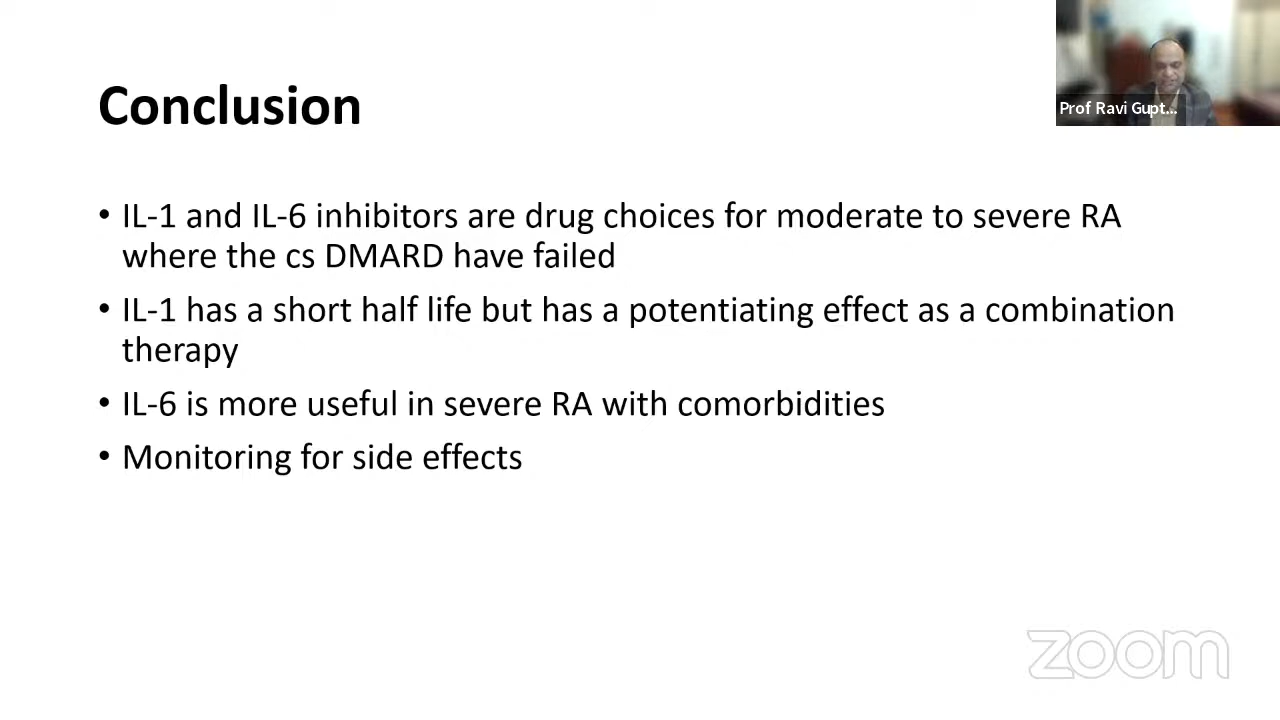 Prof Ravi Gupt...
Conclusion
• IL-1 and IL-6 inhibitors are drug choices for moderate to severe RA
where the cs DMARD have failed
• IL-1 has a short half life but has a potentiating effect as a combination
therapy
• IL-6 is more useful in severe RA with comorbidities
• Monitoring for side effects
zoom